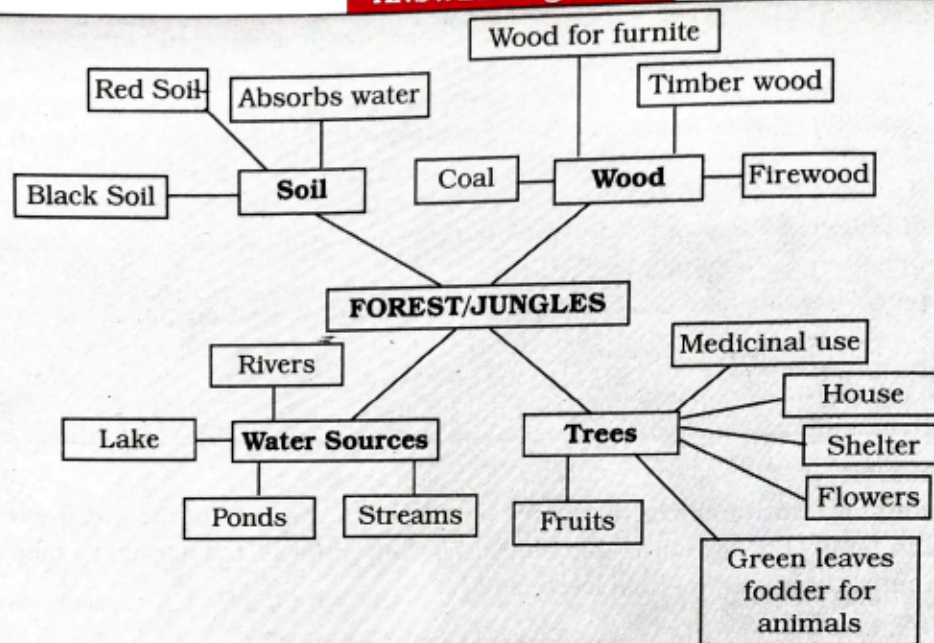 Wood for furnite
Red Soil
Absorbs water
Timber wood
Black Soil
Soil
Coal
Wood
Firewood
FOREST/JUNGLES
Rivers
Medicinal use
House
Lake
Water Sources
Trees
Shelter
Ponds
Streams
Fruits
Flowers
Green leaves
fodder for
animals